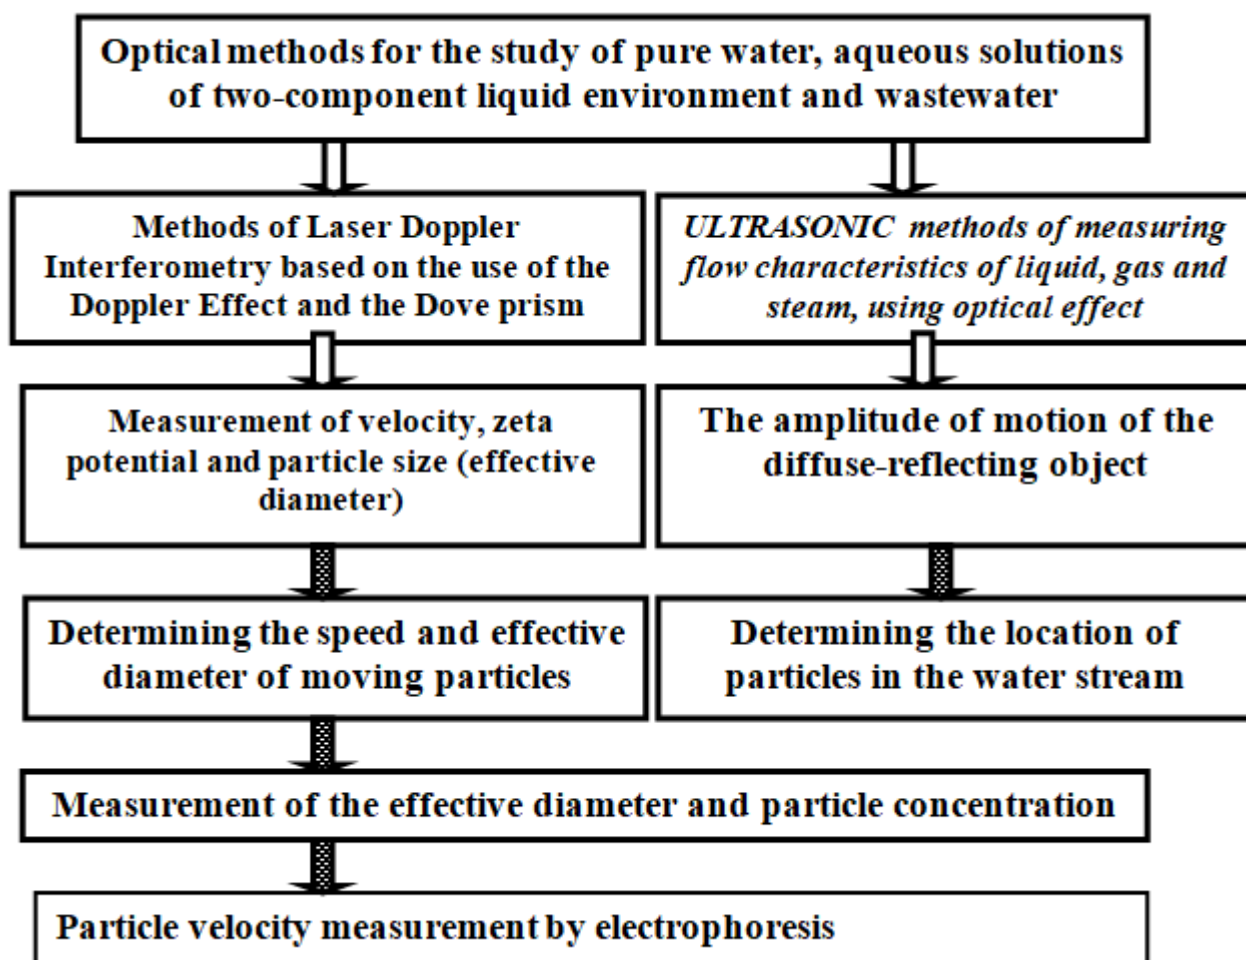 Optical methods for the study of pure water, aqueous solutions
of two-component liquid environment and wastewater
Methods of Laser Doppler
Interferometry based on the use of the
Doppler Effect and the Dove prism
ULTRASONIC methods of measuring
flow characteristics of liquid, gas and
steam, using optical effect
Measurement of velocity, zeta
potential and particle size (effective
diameter)
The amplitude of motion of the
diffuse-reflecting object
Determining the speed and effective
diameter of moving particles
Determining the location of
particles in the water stream
Measurement of the effective diameter and particle concentration
Particle velocity measurement by electrophoresis